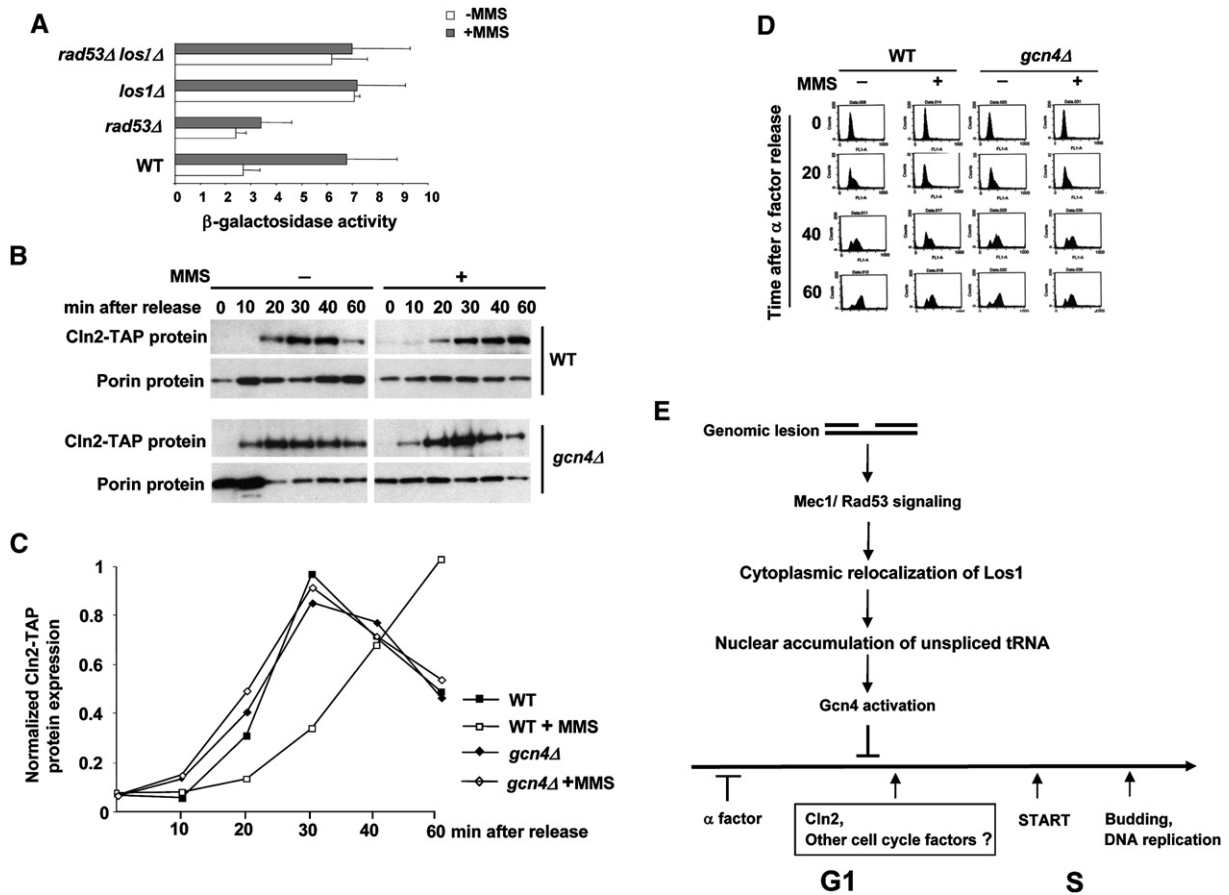 A
-MMS
+MMS
rad53Δ los1Δ
los1Δ
rad53Δ
WT
0 1 2 3 4 5 6 7 8 9 10
β-galactosidase activity
B
MMS – +
min after release 0 10 20 30 40 60 0 10 20 30 40 60
Cln2-TAP protein
Porin protein
WT
Cln2-TAP protein
Porin protein
gcn4Δ
C
Normalized Cln2-TAP
protein expression
1
0.8
0.6
0.4
0.2
0
10 20 30 40 60 min after release
WT
WT + MMS
gcn4Δ
gcn4Δ +MMS
D
WT gcn4Δ
MMS – + – +
Time after α factor release
0
20
40
60
Counts
FL1-A
E
Genomic lesion
Mec1/ Rad53 signaling
Cytoplasmic relocalization of Los1
Nuclear accumulation of unspliced tRNA
Gcn4 activation
α factor
Cln2,
Other cell cycle factors ?
START
Budding,
DNA replication
G1 S